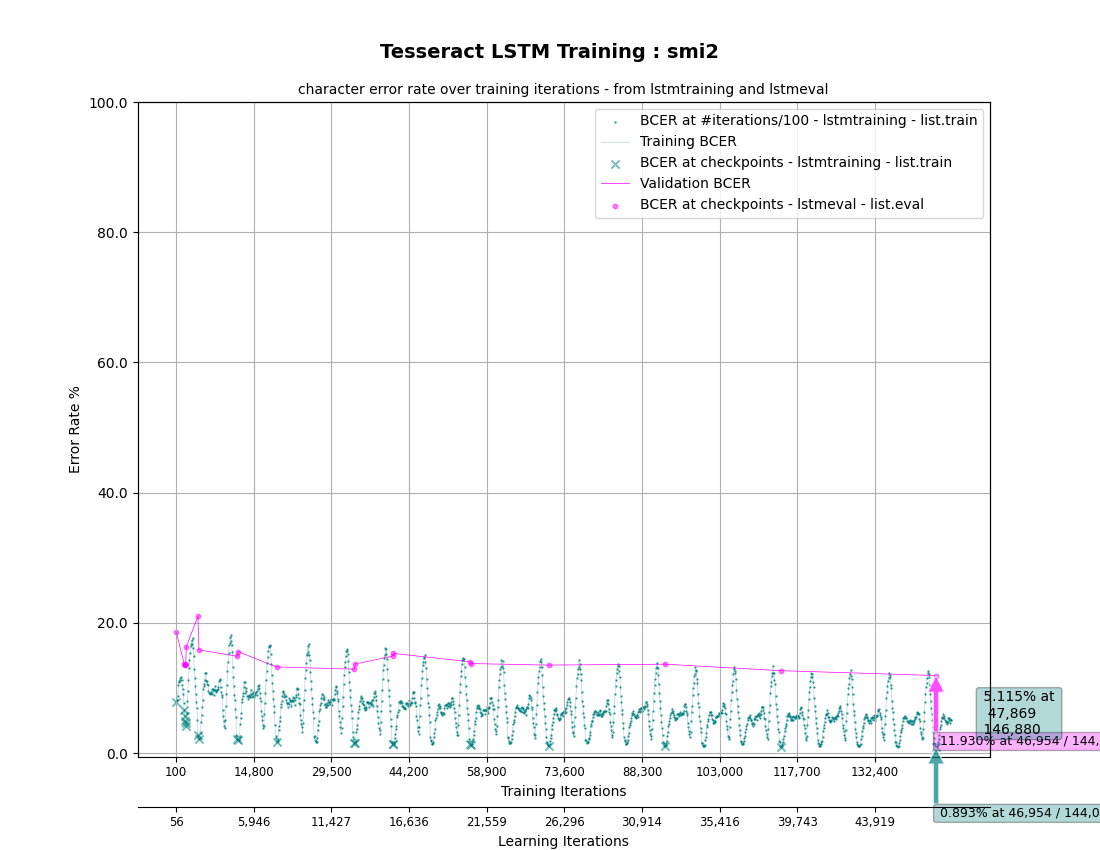 Tesseract LSTM Training : smi2
character error rate over training iterations - from lstmtraining and lstmeval
BCER at #iterations/100 - lstmtraining - list.train
Training BCER
BCER at checkpoints - lstmtraining - list.train
Validation BCER
BCER at checkpoints - lstmeval - list.eval
Error Rate %
100.0
80.0
60.0
40.0
20.0
0.0
5.115% at
47,869
146,880
11.930% at 46,954 / 144,
0.893% at 46,954 / 144,0
100 14,800 29,500 44,200 58,900 73,600 88,300 103,000 117,700 132,400
Training Iterations
56 5,946 11,427 16,636 21,559 26,296 30,914 35,416 39,743 43,919
Learning Iterations